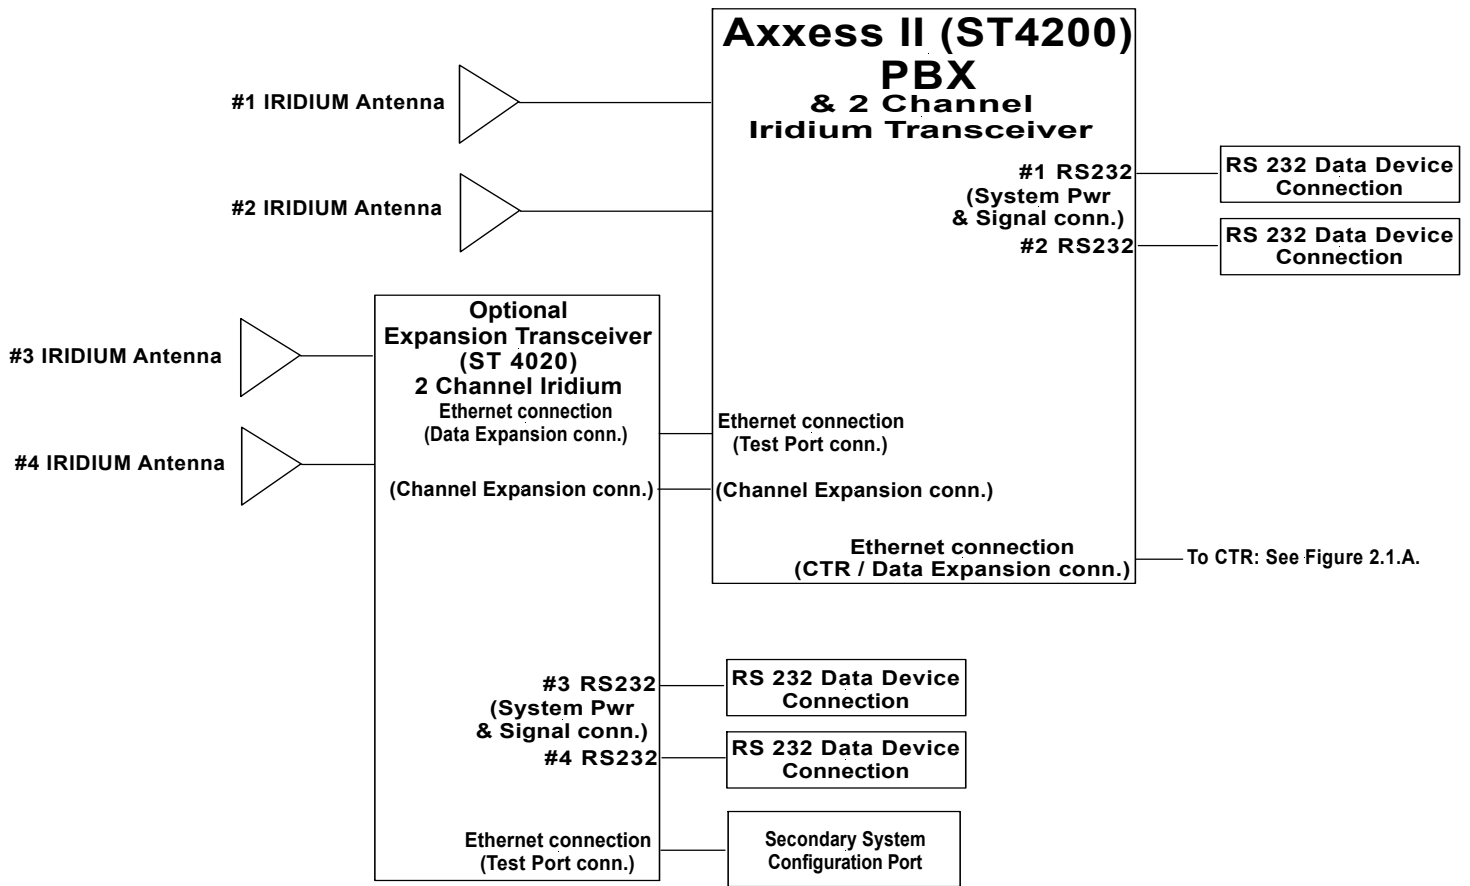 Axxess II (ST4200)
PBX
& 2 Channel
Iridium Transceiver
#1 IRIDIUM Antenna
#2 IRIDIUM Antenna
#1 RS232
(System Pwr
& Signal conn.)
#2 RS232
RS 232 Data Device
Connection
RS 232 Data Device
Connection
#3 IRIDIUM Antenna
#4 IRIDIUM Antenna
Optional
Expansion Transceiver
(ST 4020)
2 Channel Iridium
Ethernet connection
(Data Expansion conn.)
(Channel Expansion conn.)
Ethernet connection
(Test Port conn.)
(Channel Expansion conn.)
Ethernet connection
(CTR / Data Expansion conn.)
To CTR: See Figure 2.1.A.
#3 RS232
(System Pwr
& Signal conn.)
#4 RS232
RS 232 Data Device
Connection
RS 232 Data Device
Connection
Ethernet connection
(Test Port conn.)
Secondary System
Configuration Port